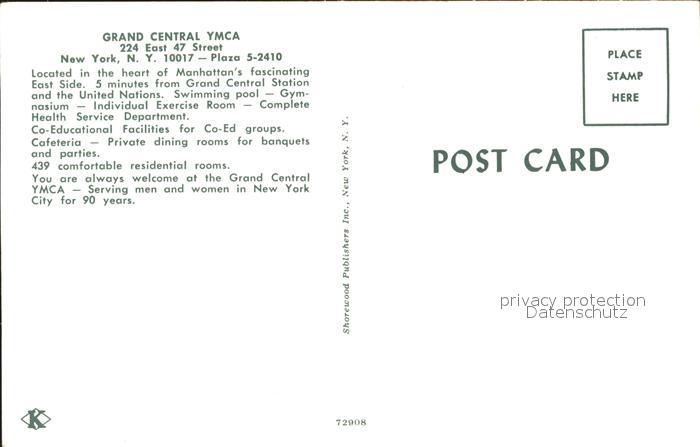 GRAND CENTRAL YMCA
224 East 47 Street
New York, N. Y. 10017 — Plaza 5-2410
Located in the heart of Manhattan's fascinating
East Side. 5 minutes from Grand Central Station
and the United Nations. Swimming pool — Gym-
nasium — Individual Exercise Room — Complete
Health Service Department.
Co-Educational Facilities for Co-Ed groups.
Cafeteria — Private dining rooms for banquets
and parties.
439 comfortable residential rooms.
You are always welcome at the Grand Central
YMCA — Serving men and women in New York
City for 90 years.
Shorewood Publishers Inc., New York, N. Y.
PLACE
STAMP
HERE
POST CARD
privacy protection
Datenschutz
K
72908